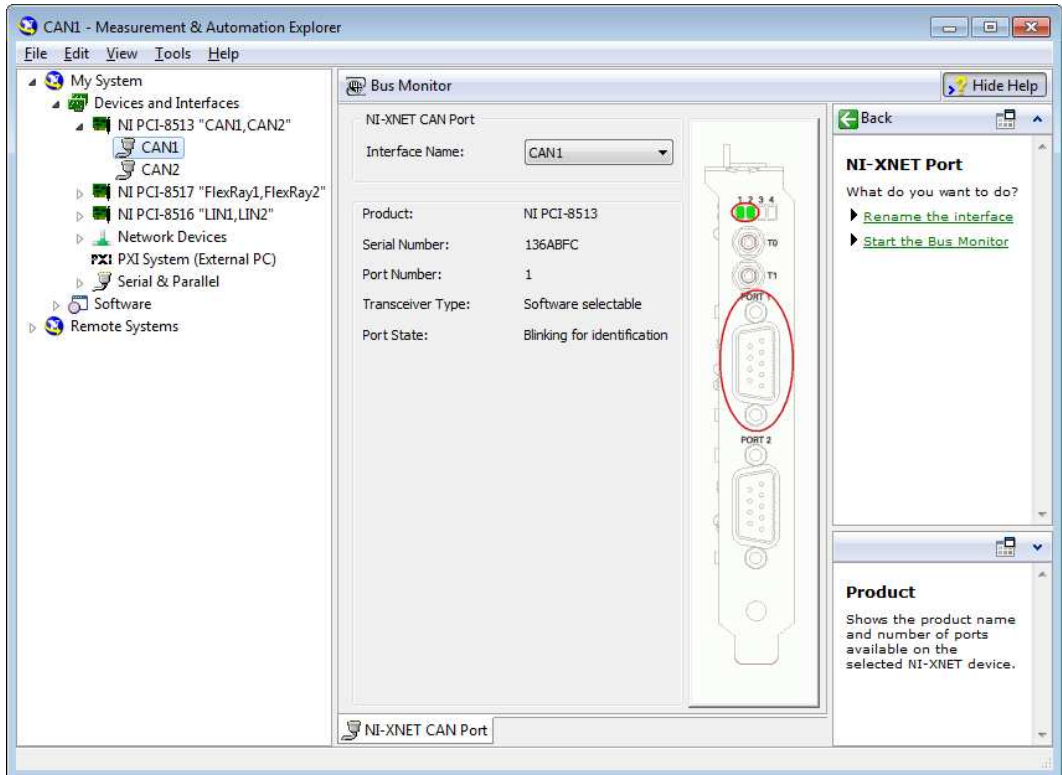 CAN1 - Measurement & Automation Explorer
File Edit View Tools Help
My System
Devices and Interfaces
NI PCI-8513 "CAN1,CAN2"
CAN1
CAN2
NI PCI-8517 "FlexRay1,FlexRay2"
NI PCI-8516 "LIN1,LIN2"
Network Devices
PXI PXI System (External PC)
Serial & Parallel
Software
Remote Systems
Bus Monitor
Hide Help
NI-XNET CAN Port
Interface Name: CAN1
Product: NI PCI-8513
Serial Number: 136ABFC
Port Number: 1
Transceiver Type: Software selectable
Port State: Blinking for identification
1 2 3 4
T0
T1
PORT 1
PORT 2
NI-XNET CAN Port
Back
NI-XNET Port
What do you want to do?
Rename the interface
Start the Bus Monitor
Product
Shows the product name
and number of ports
available on the
selected NI-XNET device.